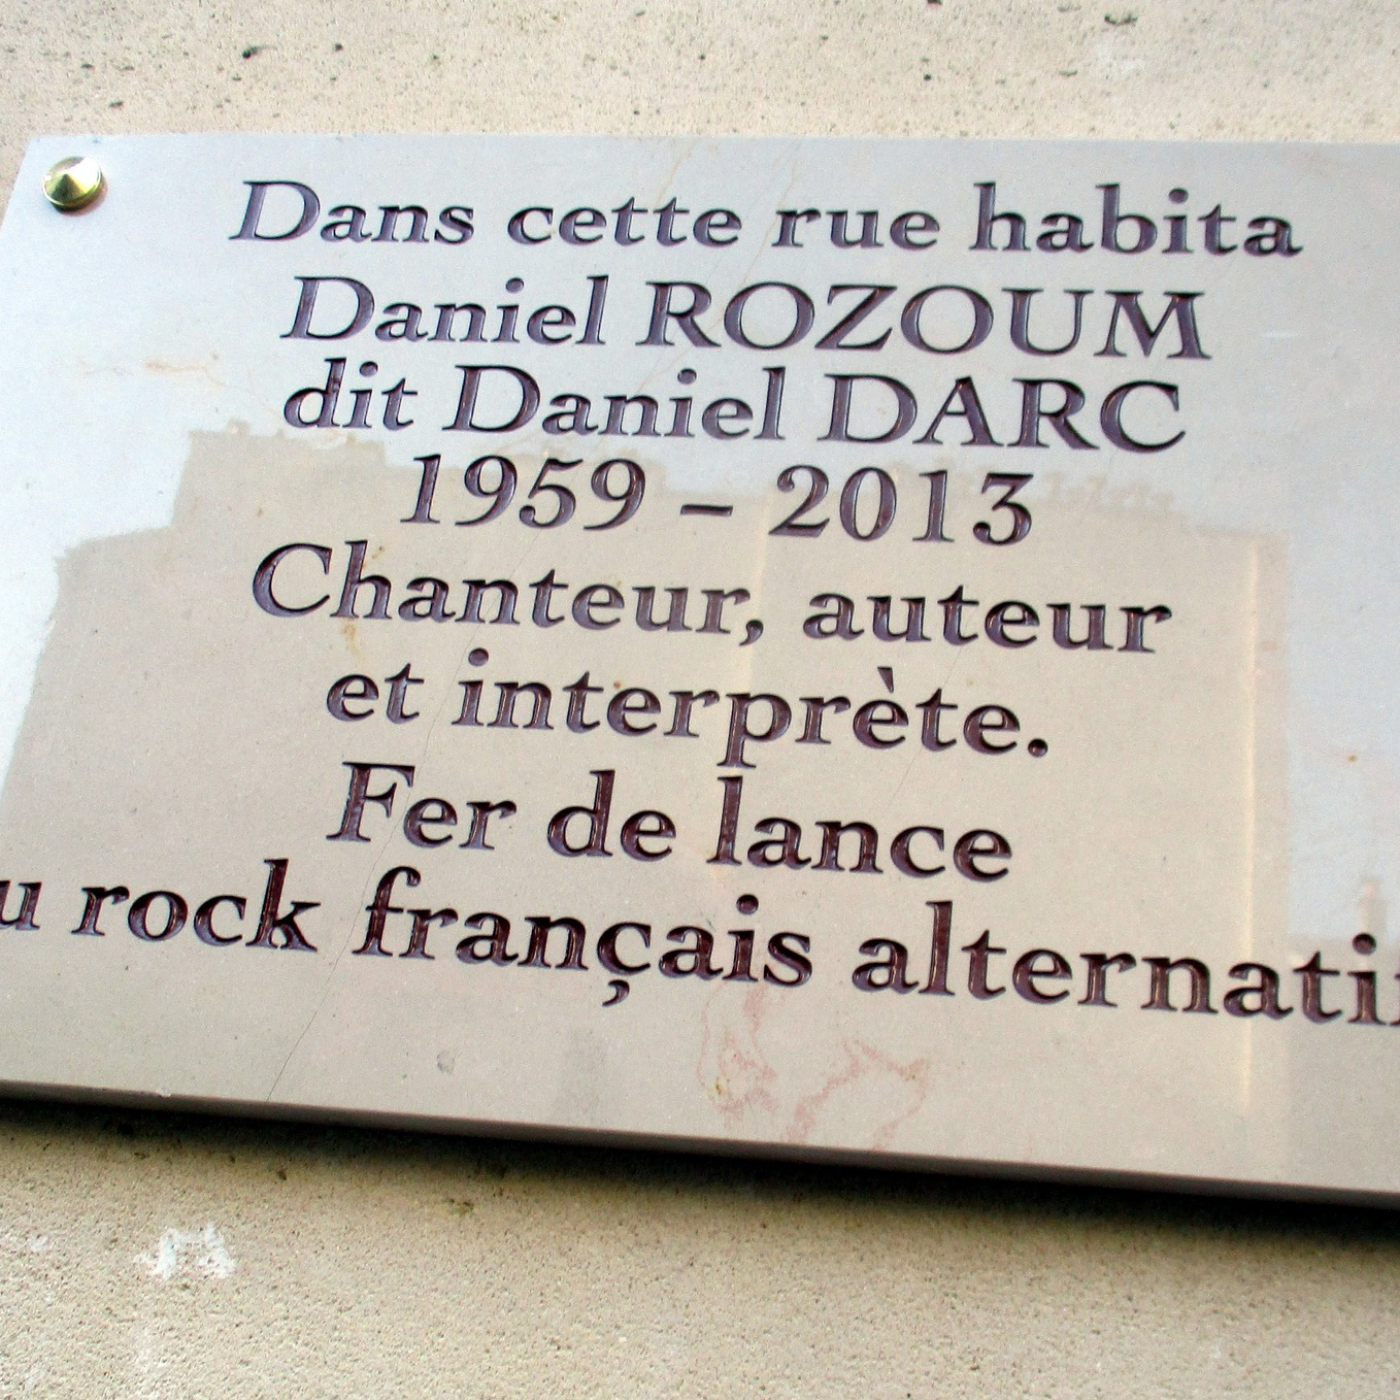 Dans cette rue habita
Daniel ROZOUM
dit Daniel DARC
1959 – 2013
Chanteur, auteur
et interprète.
Fer de lance
u rock français alternatif